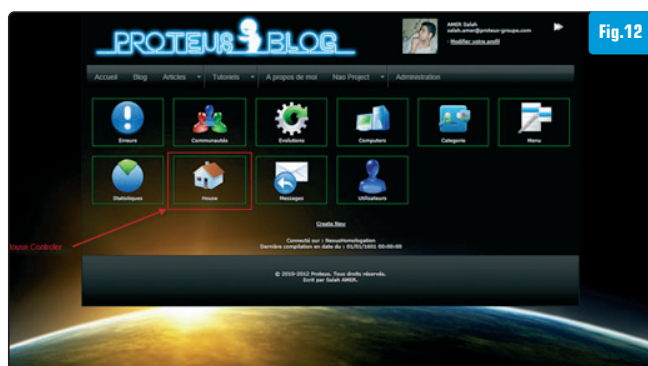 Fig.12
PROTEUS BLOG
AMER Salah
salah.amer@proteus-groupe.com
Modifier votre profil
Accueil Blog Articles Tutoriels A propos de moi Nao Project Administration
Erreurs Communautés Evolutions Computers Categorie Menu
Statistiques House Messages Utilisateurs
House Controler
Create New
Connecté sur : NexusHomologation
Dernière compilation en date du : 01/01/1601 00:00:00
© 2010-2012 Proteus. Tous droits réservés.
Ecrit par Salah AMER.